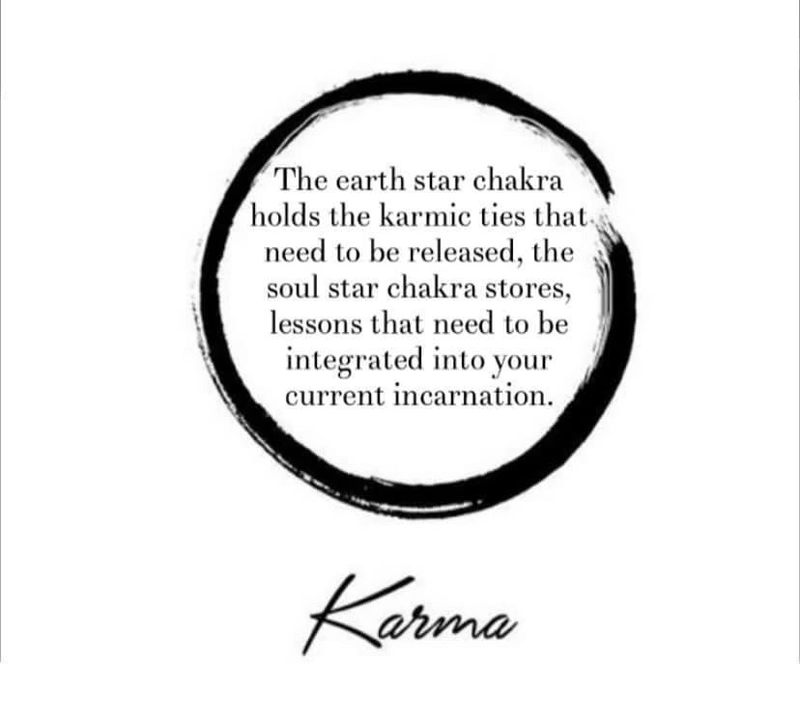 The earth star chakra
holds the karmic ties that
need to be released, the
soul star chakra stores,
lessons that need to be
integrated into your
current incarnation.
Karma